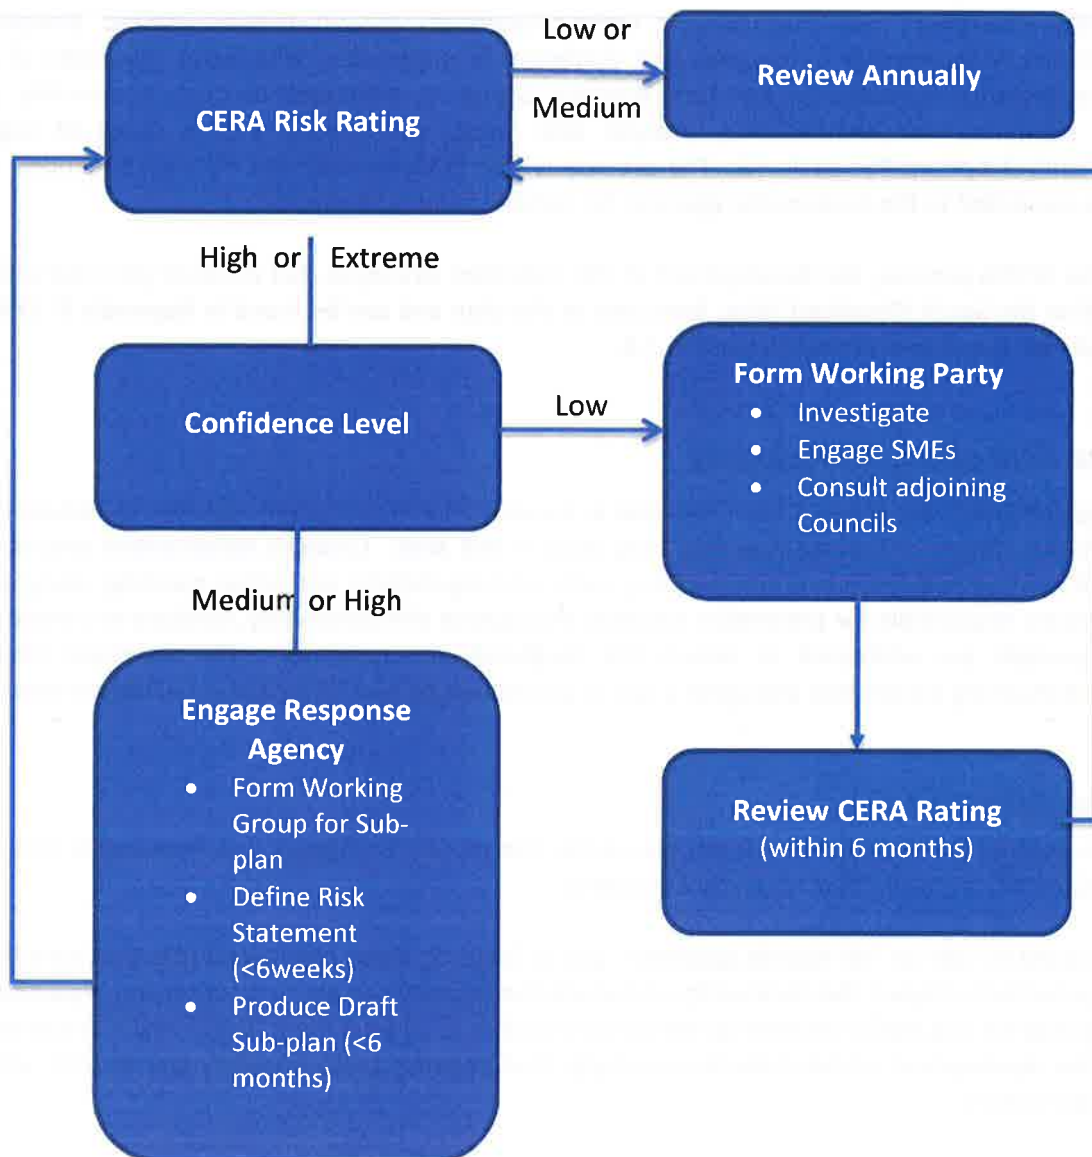 Low or
Medium
CERA Risk Rating
Review Annually
High or Extreme
Confidence Level
Low
Form Working Party
• Investigate
• Engage SMEs
• Consult adjoining
Councils
Medium or High
Engage Response
Agency
• Form Working
Group for Sub-
plan
• Define Risk
Statement
(<6weeks)
• Produce Draft
Sub-plan (<6
months)
Review CERA Rating
(within 6 months)